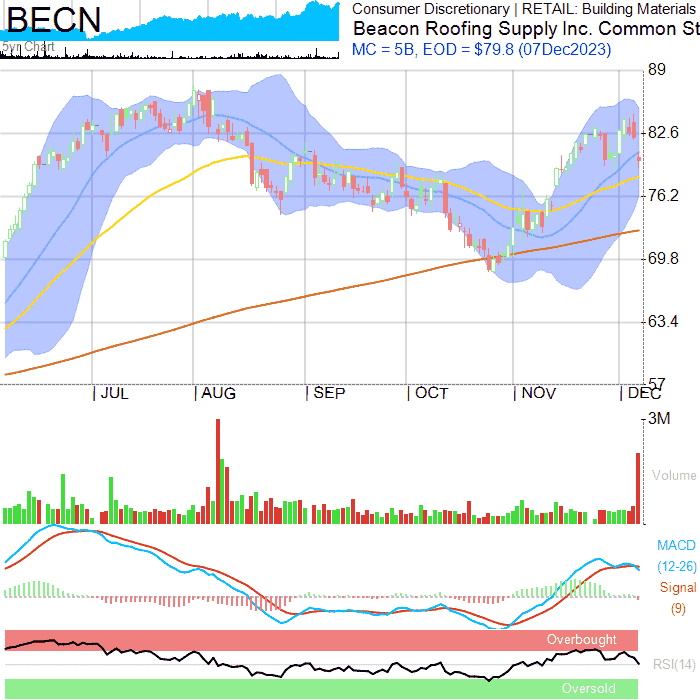 BECN
5yr Chart
Consumer Discretionary | RETAIL: Building Materials
Beacon Roofing Supply Inc. Common St
MC = 5B, EOD = $79.8 (07Dec2023)
89
82.6
76.2
69.8
63.4
57
JUL AUG SEP OCT NOV DEC
3M
Volume
MACD
(12-26)
Signal
(9)
Overbought
RSI(14)
Oversold